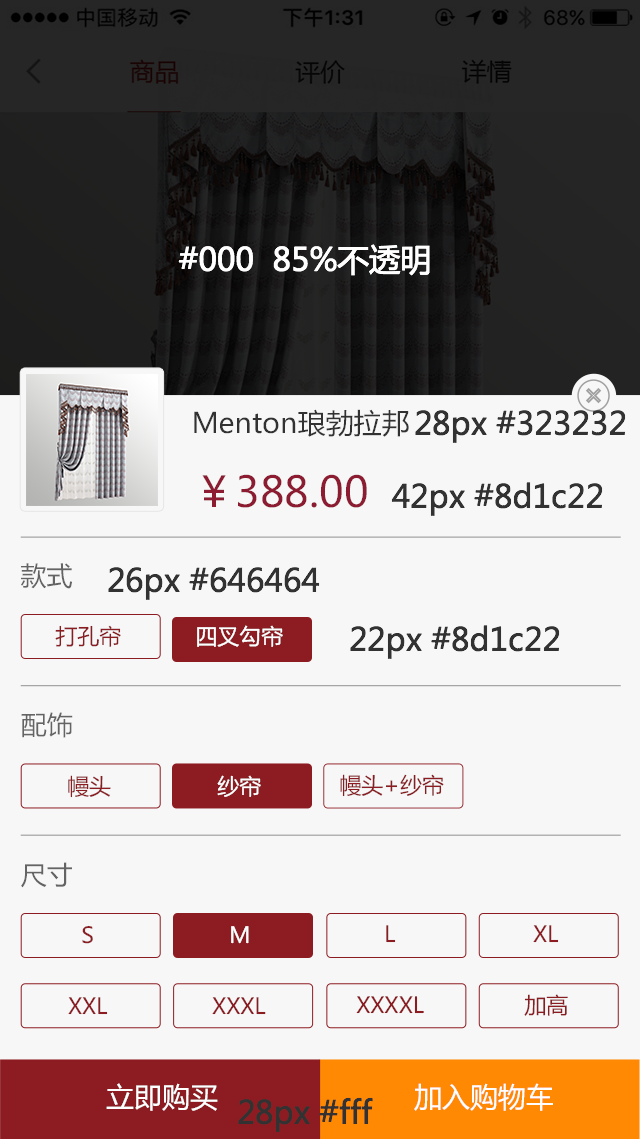 中国移动 下午1:31 68%
商品 评价 详情
#000 85%不透明
Menton琅勃拉邦 28px #323232
¥388.00 42px #8d1c22
款式 26px #646464
打孔帘 四叉勾帘 22px #8d1c22
配饰
幔头 纱帘 幔头+纱帘
尺寸
S M L XL
XXL XXXL XXXXL 加高
立即购买 28px #fff 加入购物车